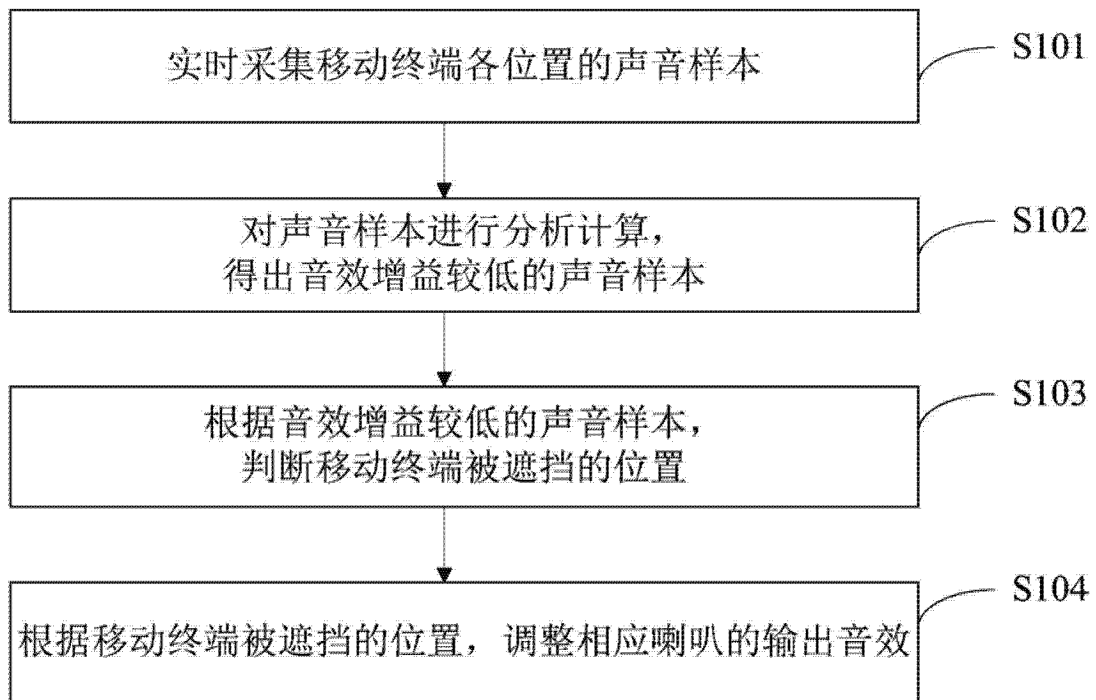 实时采集移动终端各位置的声音样本
S101
对声音样本进行分析计算，
得出音效增益较低的声音样本
S102
根据音效增益较低的声音样本，
判断移动终端被遮挡的位置
S103
根据移动终端被遮挡的位置，调整相应喇叭的输出音效
S104